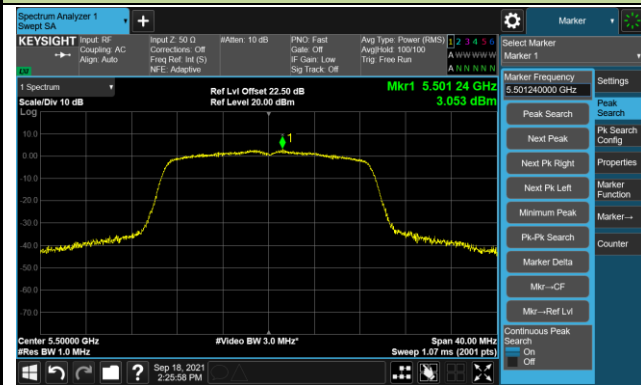 Spectrum Analyzer 1
Swept SA
+
Marker
KEYSIGHT
Input: RF
Coupling: AC
Align: Auto
Input Z: 50 Ω
Corrections: Off
Freq Ref: Int (S)
NFE: Adaptive
#Atten: 10 dB
PNO: Fast
Gate: Off
IF Gain: Low
Sig Track: Off
Avg Type: Power (RMS)
Avg|Hold: 100/100
Trig: Free Run
1 2 3 4 5 6
A W W W W W
A N N N N N
Select Marker
Marker 1
1 Spectrum
Scale/Div 10 dB
Log
Ref Lvl Offset 22.50 dB
Ref Level 20.00 dBm
Mkr1 5.501 24 GHz
3.053 dBm
1
10.0
0.00
-10.0
-20.0
-30.0
-40.0
-50.0
-60.0
-70.0
Center 5.50000 GHz
#Res BW 1.0 MHz
#Video BW 3.0 MHz*
Span 40.00 MHz
Sweep 1.07 ms (2001 pts)
Marker Frequency
5.501240000 GHz
Peak Search
Next Peak
Next Pk Right
Next Pk Left
Minimum Peak
Pk-Pk Search
Marker Delta
Mkr→CF
Mkr→Ref Lvl
Continuous Peak
Search
On
Off
Settings
Peak
Search
Pk Search
Config
Properties
Marker
Function
Marker→
Counter
?
Sep 18, 2021
2:25:58 PM